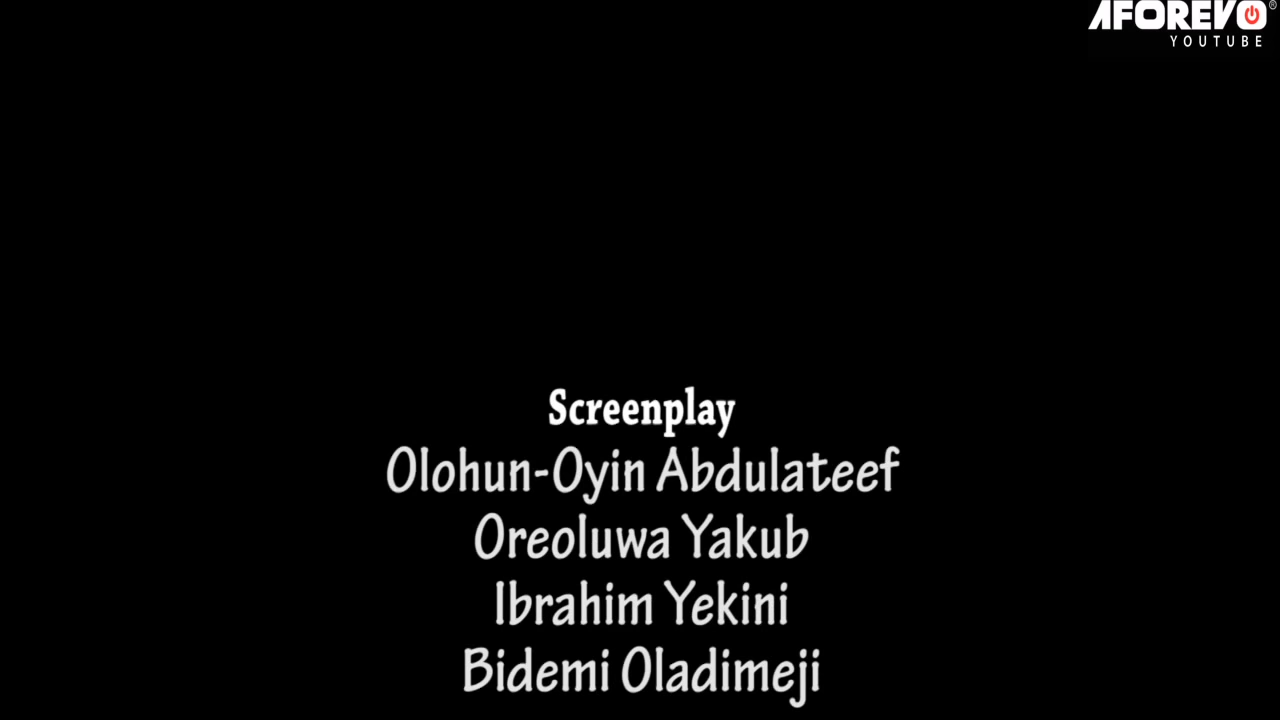 AFOREVO®
YOUTUBE
Screenplay
Olohun-Oyin Abdulateef
Oreoluwa Yakub
Ibrahim Yekini
Bidemi Oladimeji